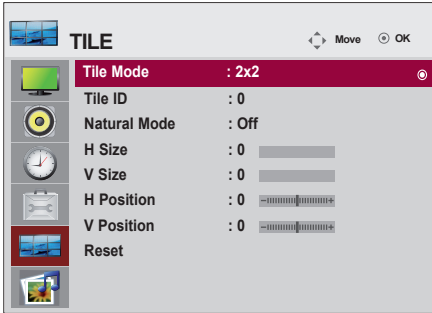 TILE Move OK
Tile Mode : 2x2
Tile ID : 0
Natural Mode : Off
H Size : 0
V Size : 0
H Position : 0 - +
V Position : 0 - +
Reset